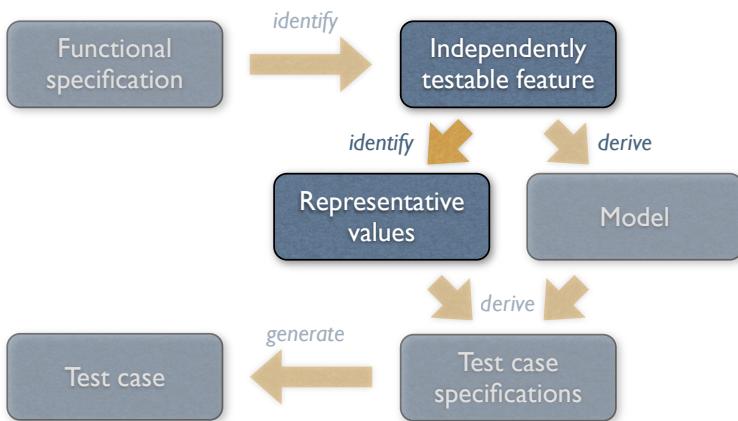 identify
Functional
specification
Independently
testable feature
identify
derive
Representative
values
Model
derive
generate
Test case
Test case
specifications